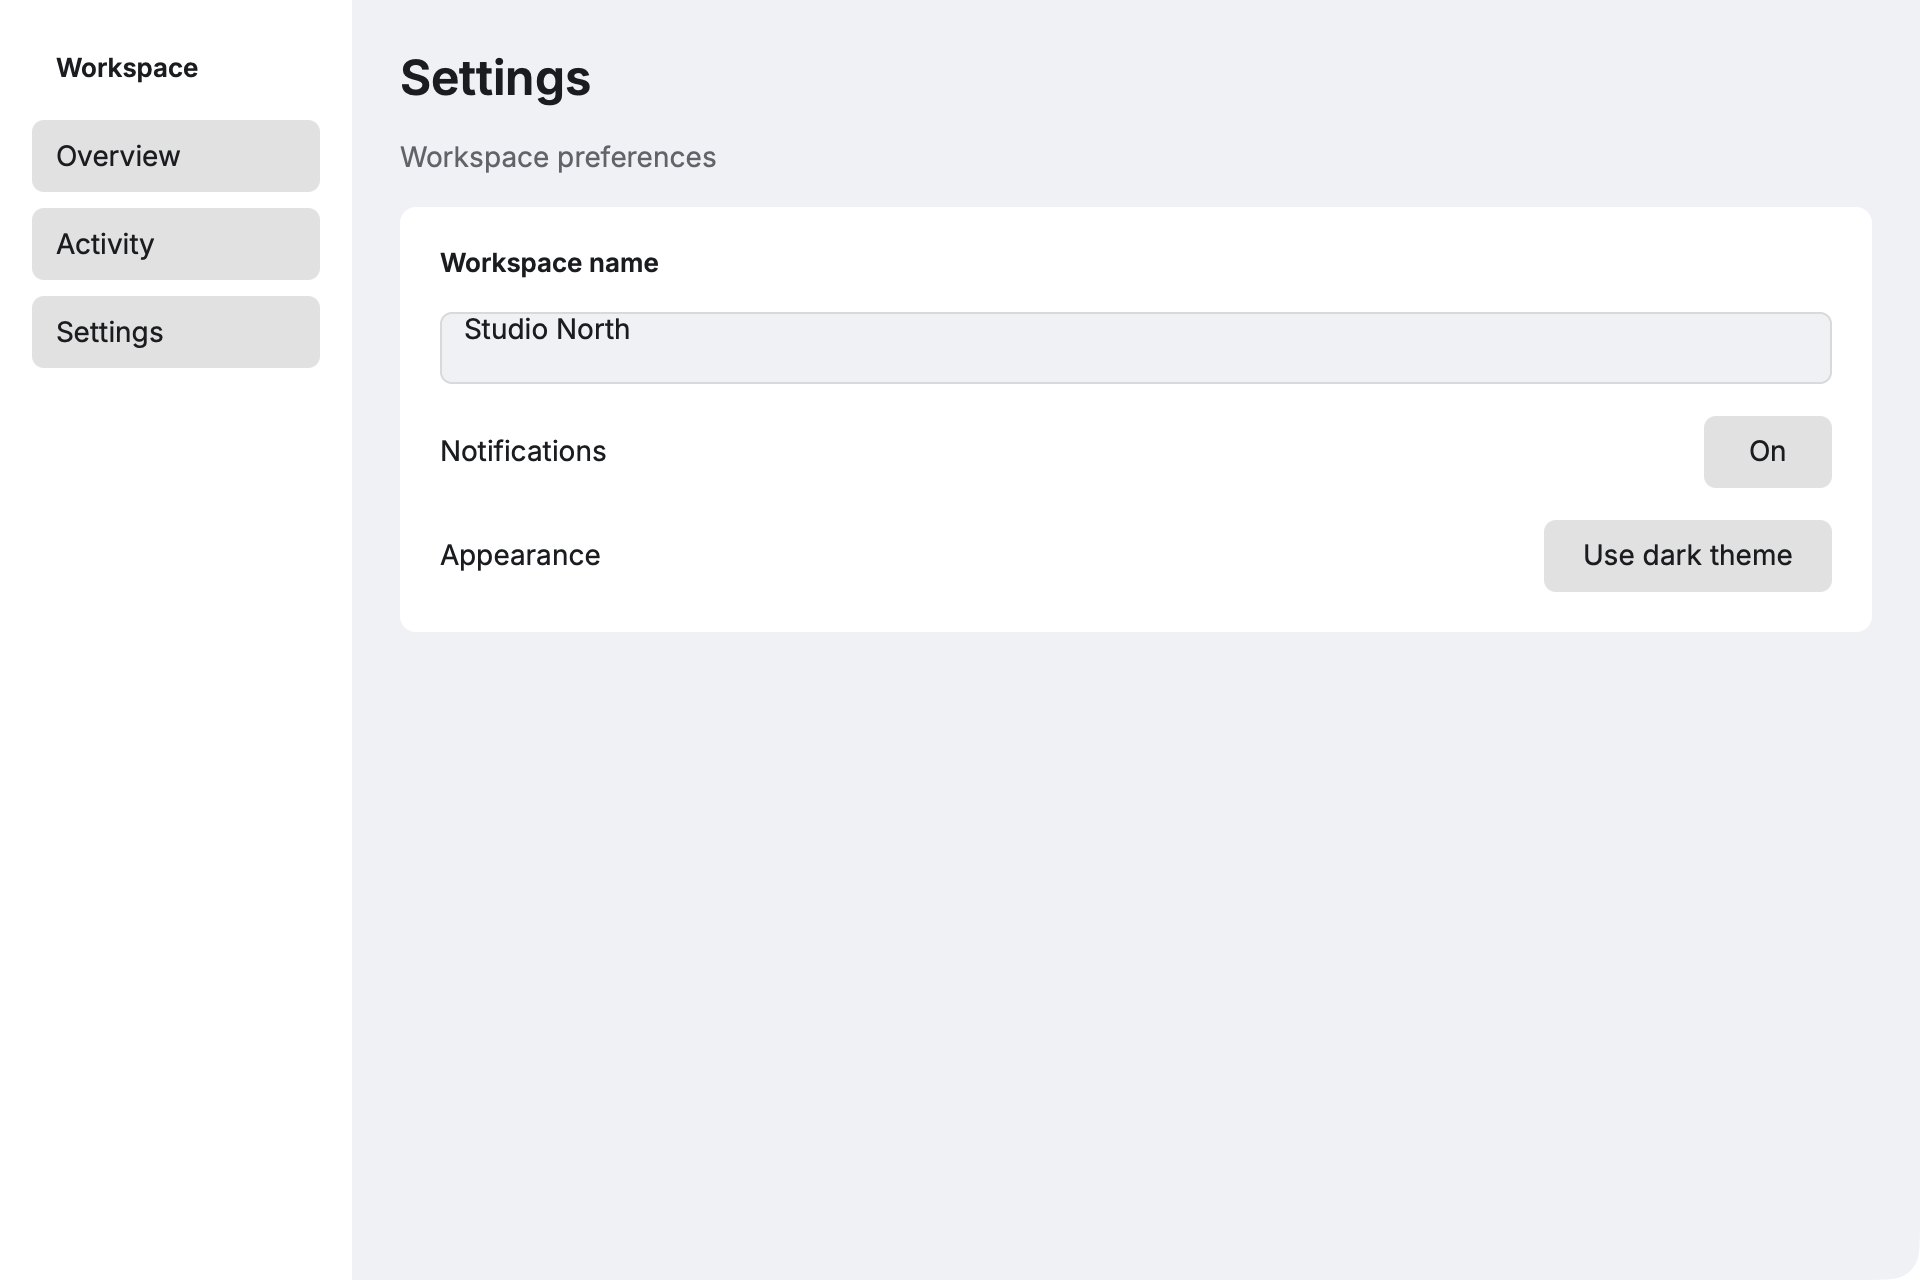 Workspace
Overview
Activity
Settings
Settings
Workspace preferences
Workspace name
Studio North
Notifications
On
Appearance
Use dark theme